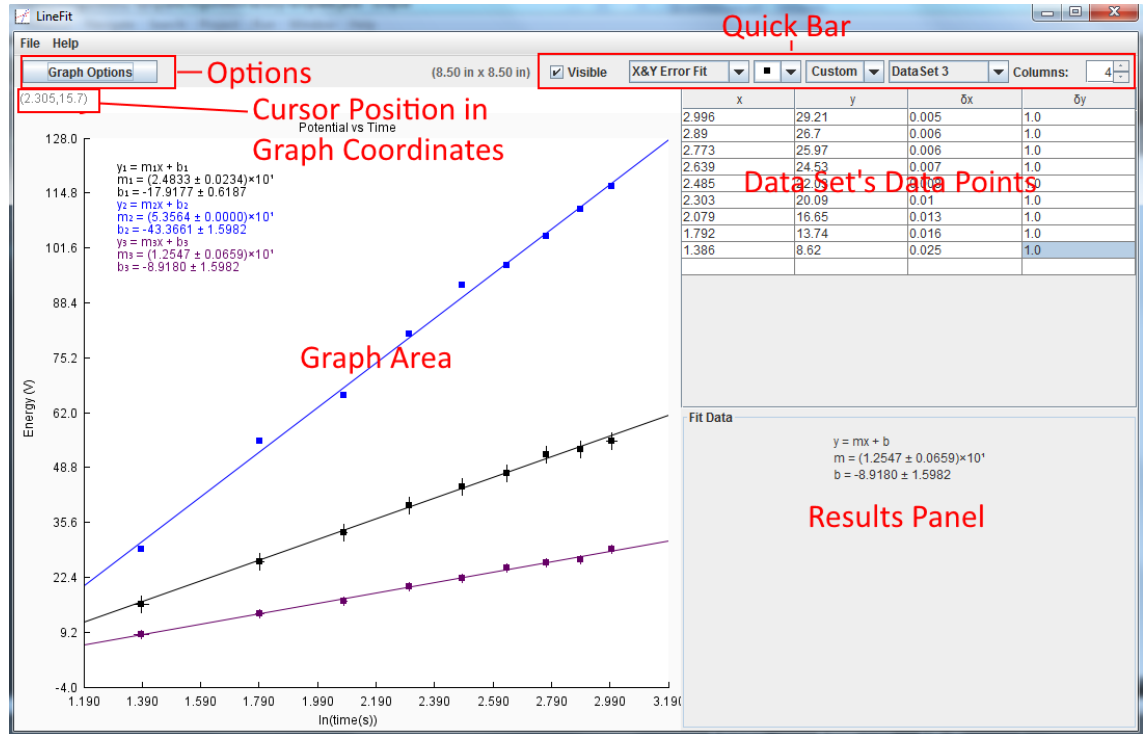 LineFit
Quick Bar
File Help
Graph Options
Options
(8.50 in x 8.50 in)
Visible
X&Y Error Fit
Custom
DataSet 3
Columns: 4
(2.305,15.7)
Cursor Position in
Graph Coordinates
x y δx δy
2.996 29.21 0.005 1.0
2.89 26.7 0.006 1.0
2.773 25.97 0.006 1.0
2.639 24.53 0.007 1.0
2.485 1.0
2.303 20.09 0.01 1.0
2.079 16.65 0.013 1.0
1.792 13.74 0.016 1.0
1.386 8.62 0.025 1.0
Data Set's Data Points
Potential vs Time
y₁ = m₁x + b₁
m₁ = (2.4833 ± 0.0234)×10¹
b₁ = -17.9177 ± 0.6187
y₂ = m₂x + b₂
m₂ = (5.3564 ± 0.0000)×10¹
b₂ = -43.3661 ± 1.5982
y₃ = m₃x + b₃
m₃ = (1.2547 ± 0.0659)×10¹
b₃ = -8.9180 ± 1.5982
128.0
114.8
101.6
88.4
75.2
62.0
48.8
35.6
22.4
9.2
-4.0
Energy (V)
Graph Area
1.190 1.390 1.590 1.790 1.990 2.190 2.390 2.590 2.790 2.990 3.190
ln(time(s))
Fit Data
y = mx + b
m = (1.2547 ± 0.0659)×10¹
b = -8.9180 ± 1.5982
Results Panel